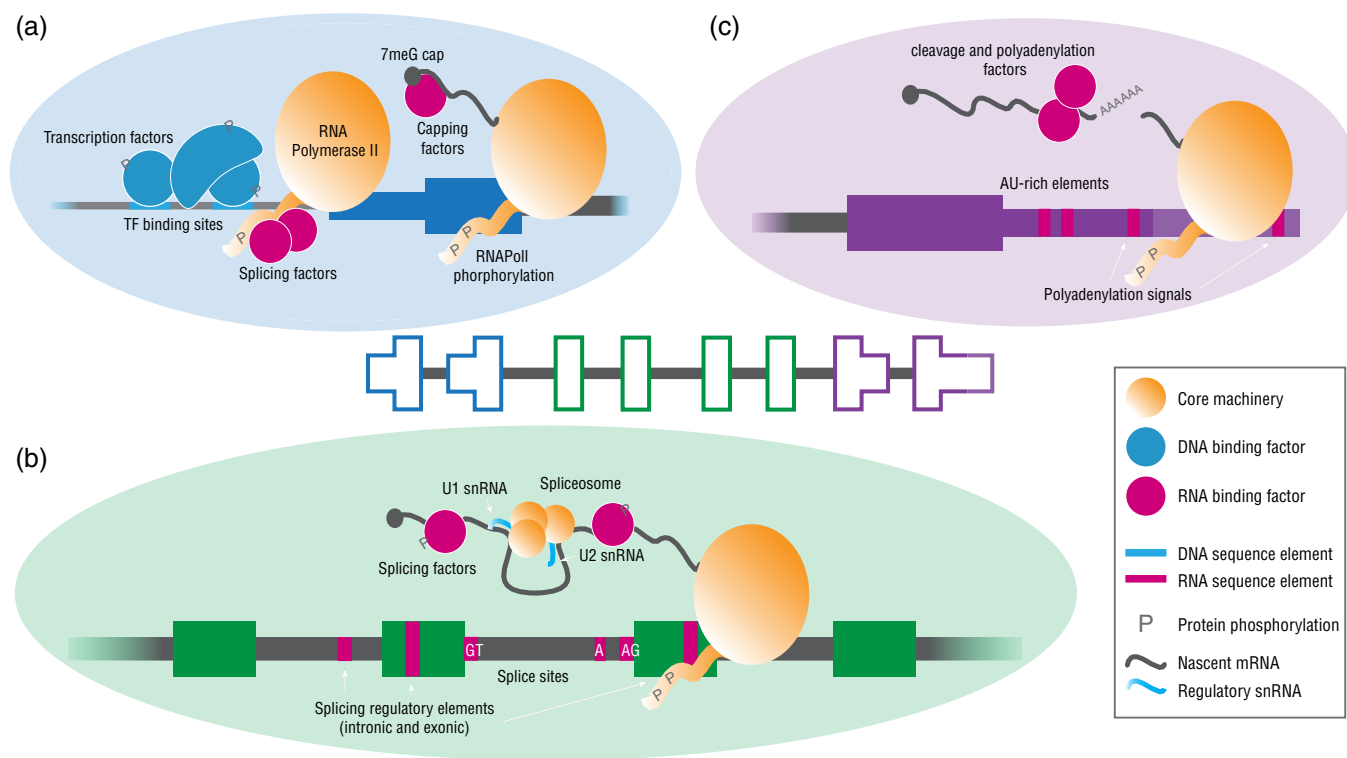 (a)
7meG cap
Transcription factors
P
P
RNA
Polymerase II
Capping
factors
P
TF binding sites
P
P
P
Splicing factors
RNAPolI
phorphorylation
(c)
cleavage and polyadenylation
factors
AAAAAA
AU-rich elements
P
P
Polyadenylation signals
(b)
U1 snRNA
Spliceosome
P
P
U2 snRNA
Splicing factors
GT
A
AG
Splice sites
P
P
Splicing regulatory elements
(intronic and exonic)
Core machinery
DNA binding factor
RNA binding factor
DNA sequence element
RNA sequence element
P
Protein phosphorylation
Nascent mRNA
Regulatory snRNA